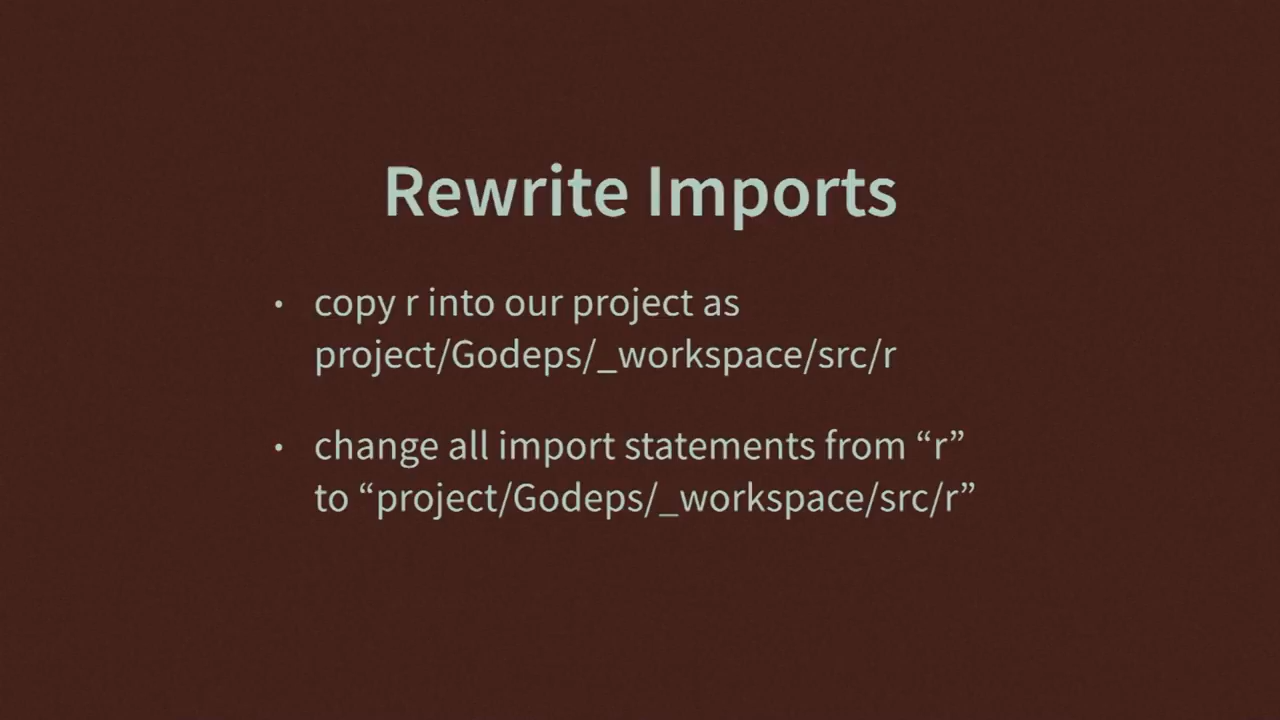 Rewrite Imports
• copy r into our project as
project/Godeps/_workspace/src/r
• change all import statements from “r”
to “project/Godeps/_workspace/src/r”